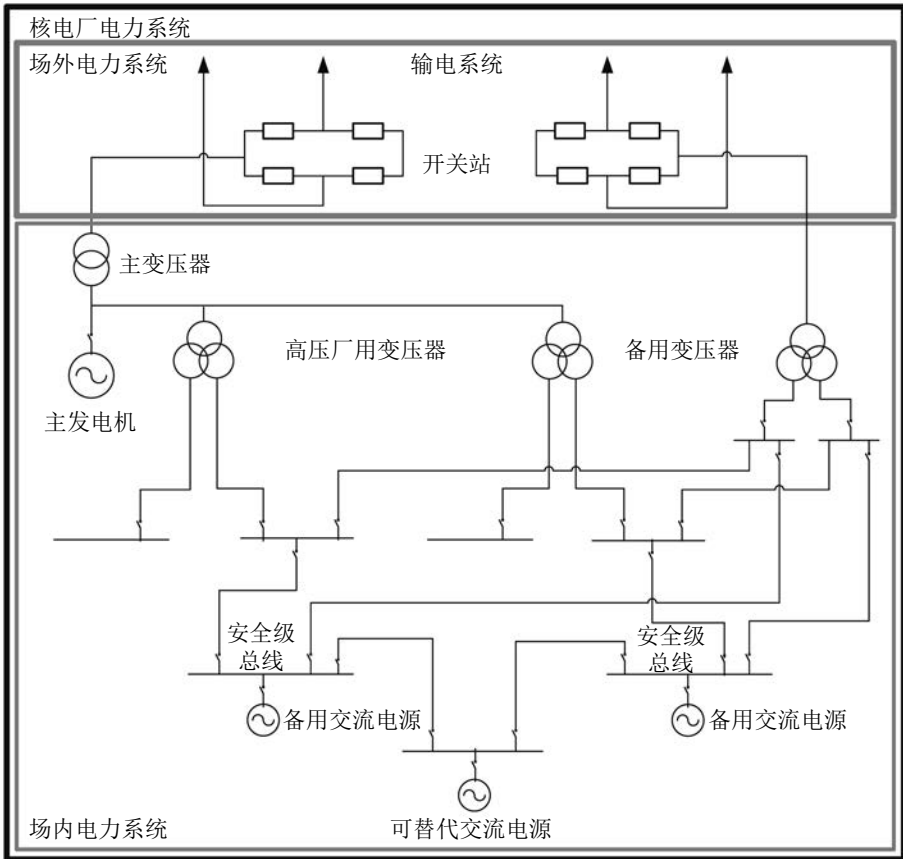 核电厂电力系统
场外电力系统
输电系统
开关站
主变压器
高压厂用变压器
备用变压器
主发电机
安全级
总线
安全级
总线
备用交流电源
备用交流电源
可替代交流电源
场内电力系统